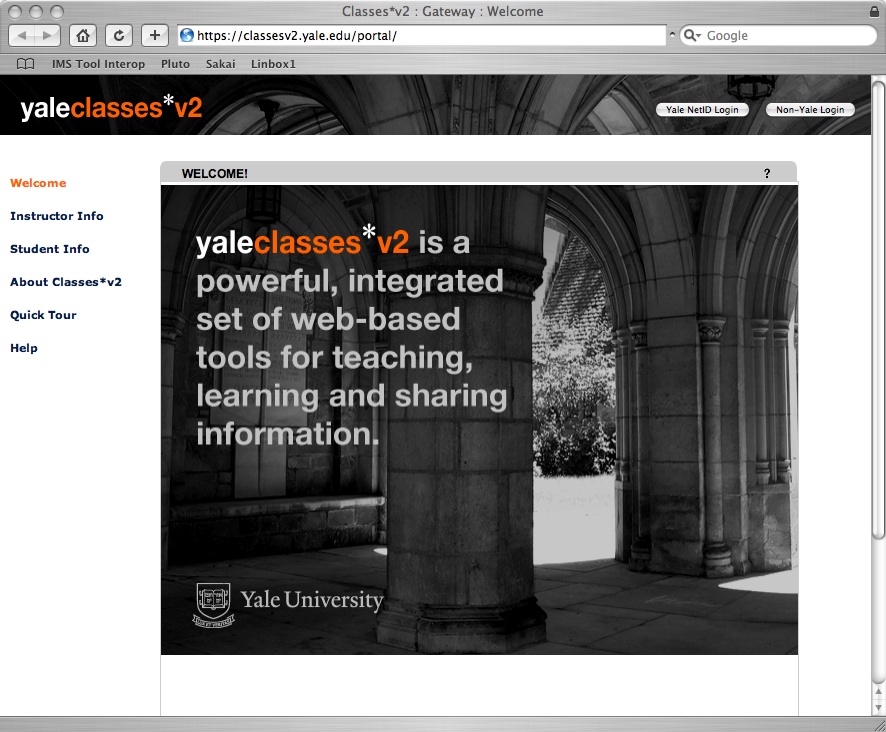 Classes*v2 : Gateway : Welcome
https://classesv2.yale.edu/portal/
Google
IMS Tool Interop Pluto Sakai Linbox1
yaleclasses*v2
Yale NetID Login Non-Yale Login
WELCOME! ?
Welcome
Instructor Info
Student Info
About Classes*v2
Quick Tour
Help
yaleclasses*v2 is a
powerful, integrated
set of web-based
tools for teaching,
learning and sharing
information.
Yale University